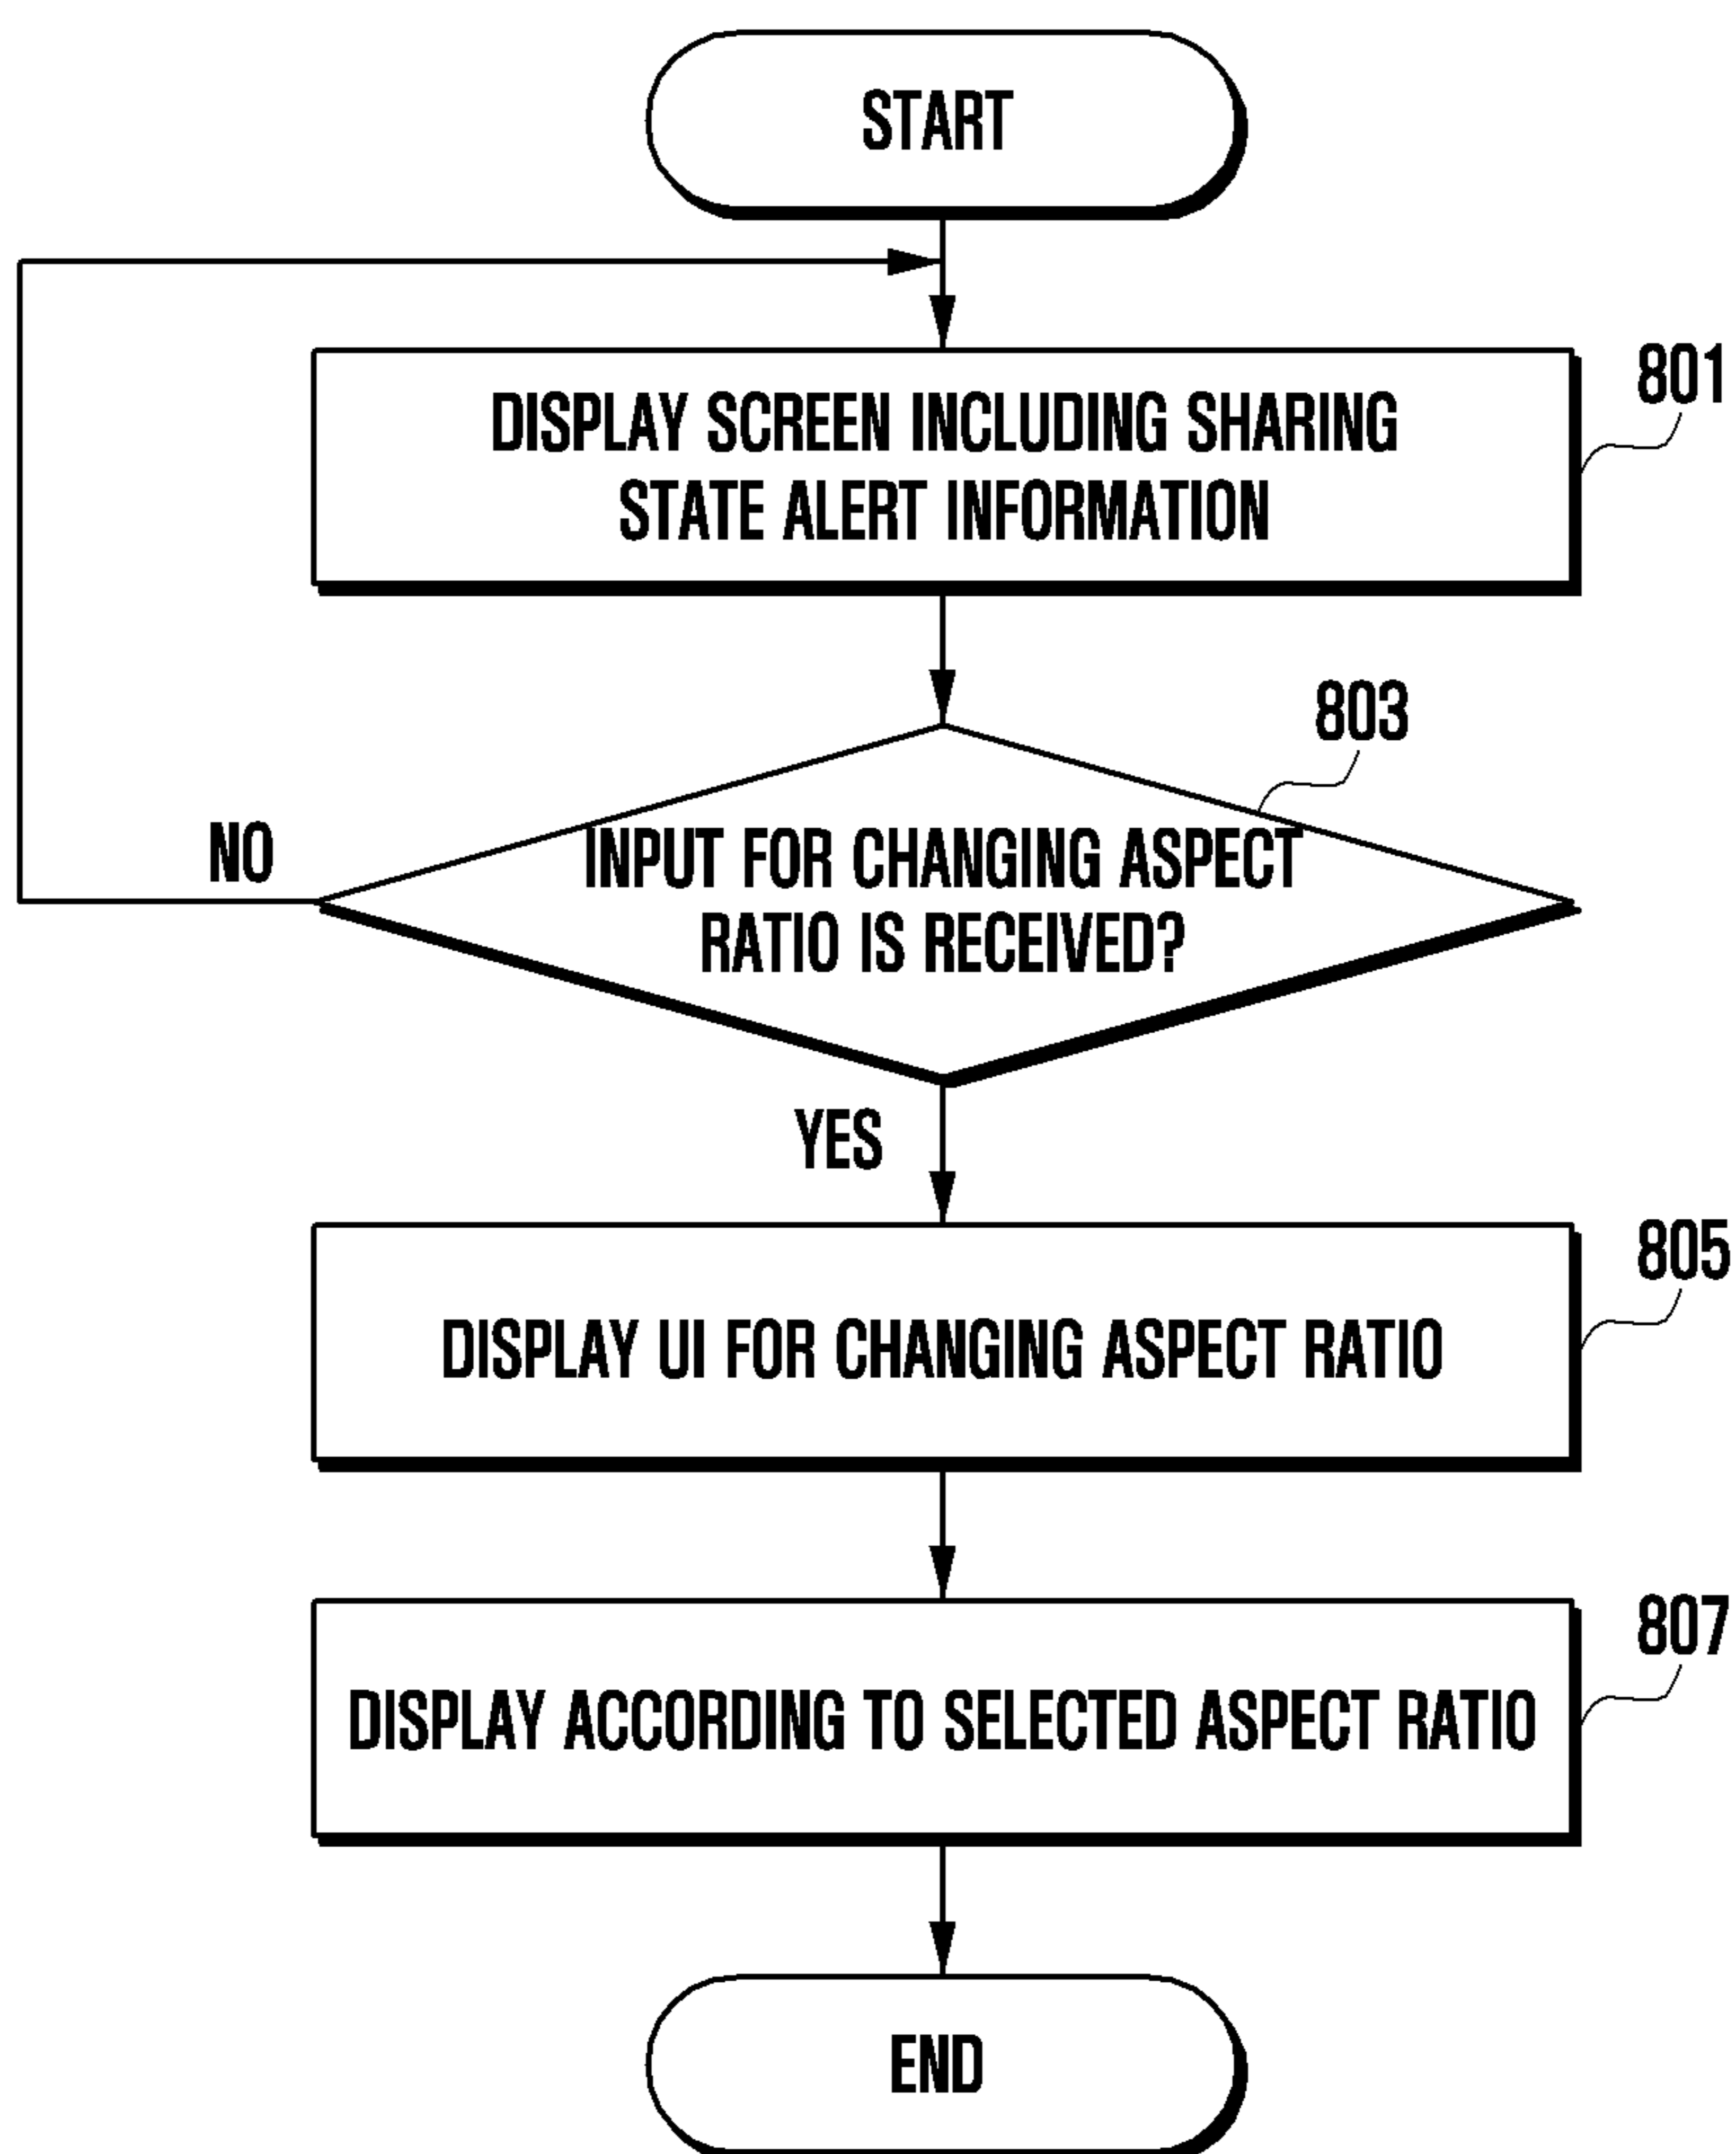 START
801
DISPLAY SCREEN INCLUDING SHARING
STATE ALERT INFORMATION
803
NO
INPUT FOR CHANGING ASPECT
RATIO IS RECEIVED?
YES
805
DISPLAY UI FOR CHANGING ASPECT RATIO
807
DISPLAY ACCORDING TO SELECTED ASPECT RATIO
END